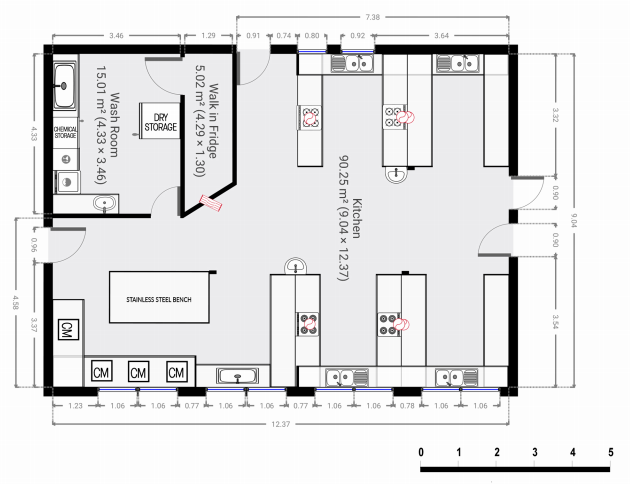 7.38
3.46
1.29
0.91
0.74
0.80
0.92
3.64
Wash Room
15.01 m² (4.33 × 3.46)
Walk in Fridge
5.02 m² (4.29 × 1.30)
DRY
STORAGE
CHEMICAL
STORAGE
4.33
3.32
Kitchen
90.25 m² (9.04 × 12.37)
0.90
9.04
0.96
0.90
4.58
STAINLESS STEEL BENCH
CM
3.37
3.54
CM
CM
CM
1.23
1.06
1.06
0.77
1.06
1.06
0.77
1.06
1.06
0.78
1.06
1.06
12.37
0 1 2 3 4 5